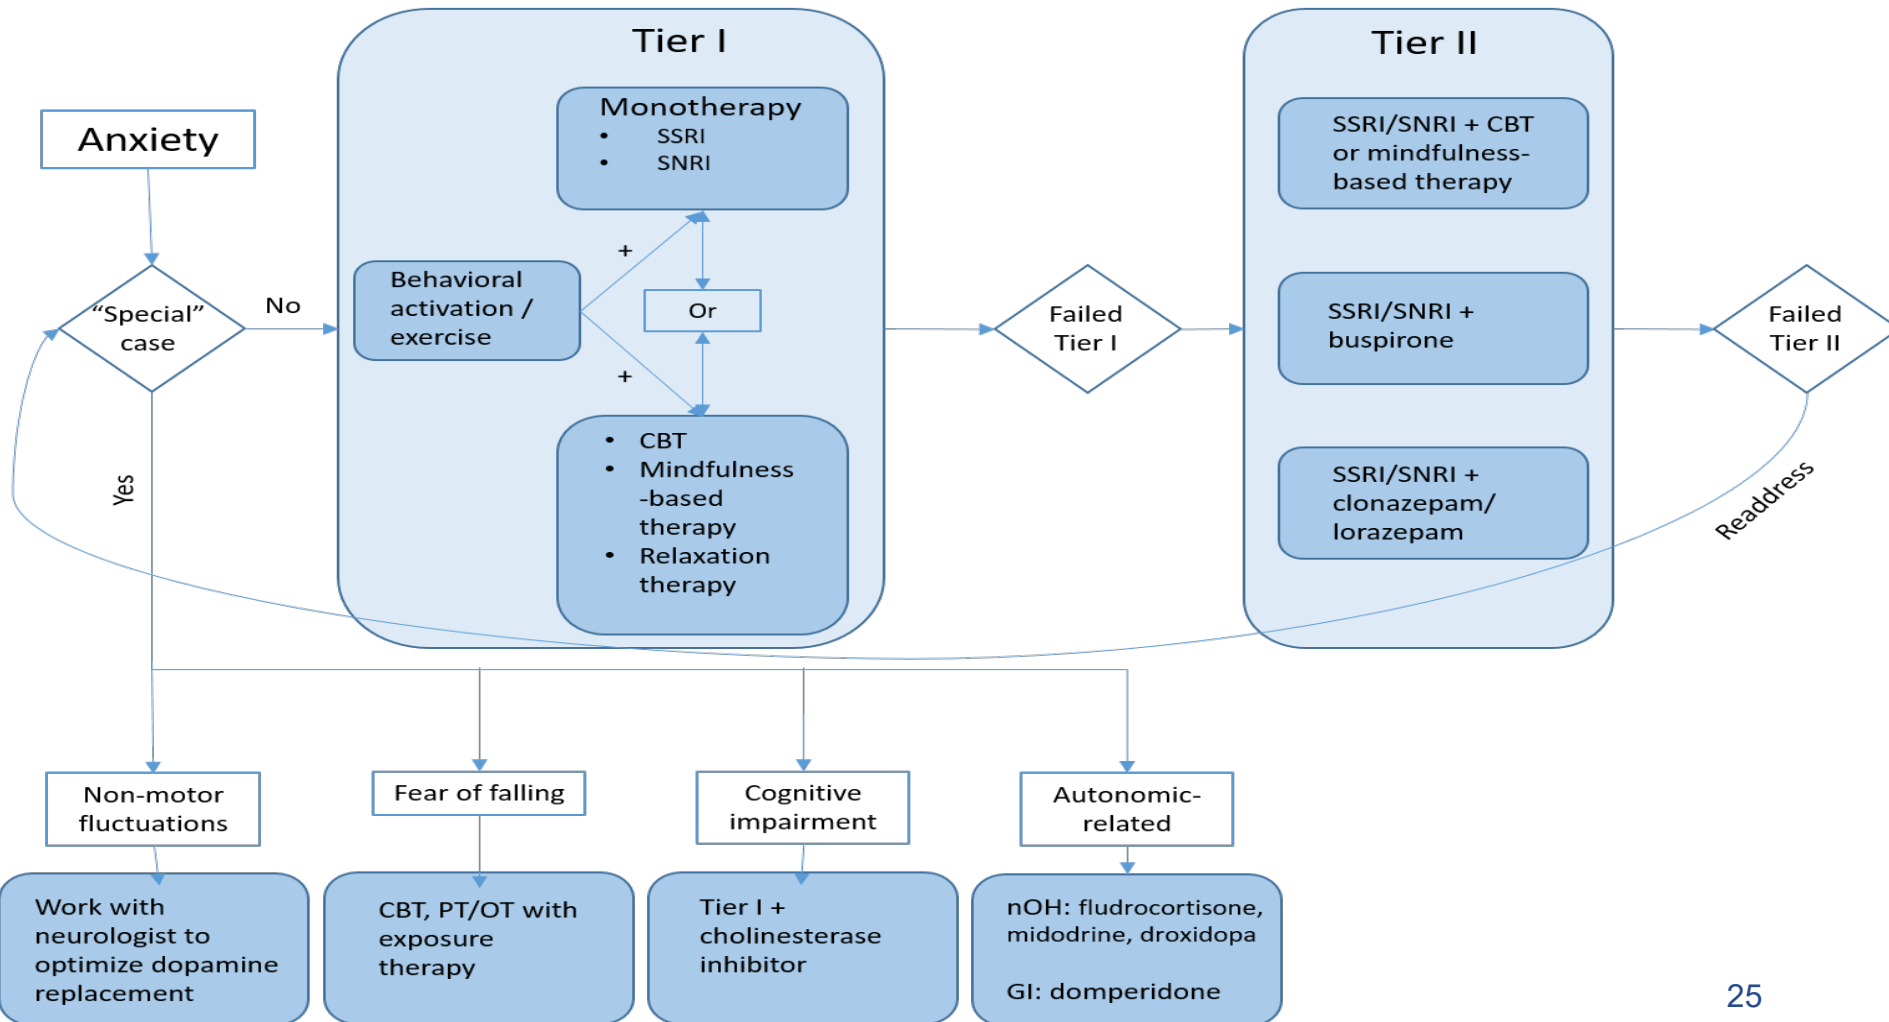 Tier I
Tier II
Anxiety
Monotherapy
• SSRI
• SNRI
SSRI/SNRI + CBT
or mindfulness-
based therapy
+
Behavioral
activation /
exercise
"Special"
case
No
Or
Failed
Tier I
SSRI/SNRI +
buspirone
Failed
Tier II
+
• CBT
• Mindfulness
-based
therapy
• Relaxation
therapy
Yes
SSRI/SNRI +
clonazepam/
lorazepam
Readdress
Non-motor
fluctuations
Fear of falling
Cognitive
impairment
Autonomic-
related
Work with
neurologist to
optimize dopamine
replacement
CBT, PT/OT with
exposure
therapy
Tier I +
cholinesterase
inhibitor
nOH: fludrocortisone,
midodrine, droxidopa
GI: domperidone
25